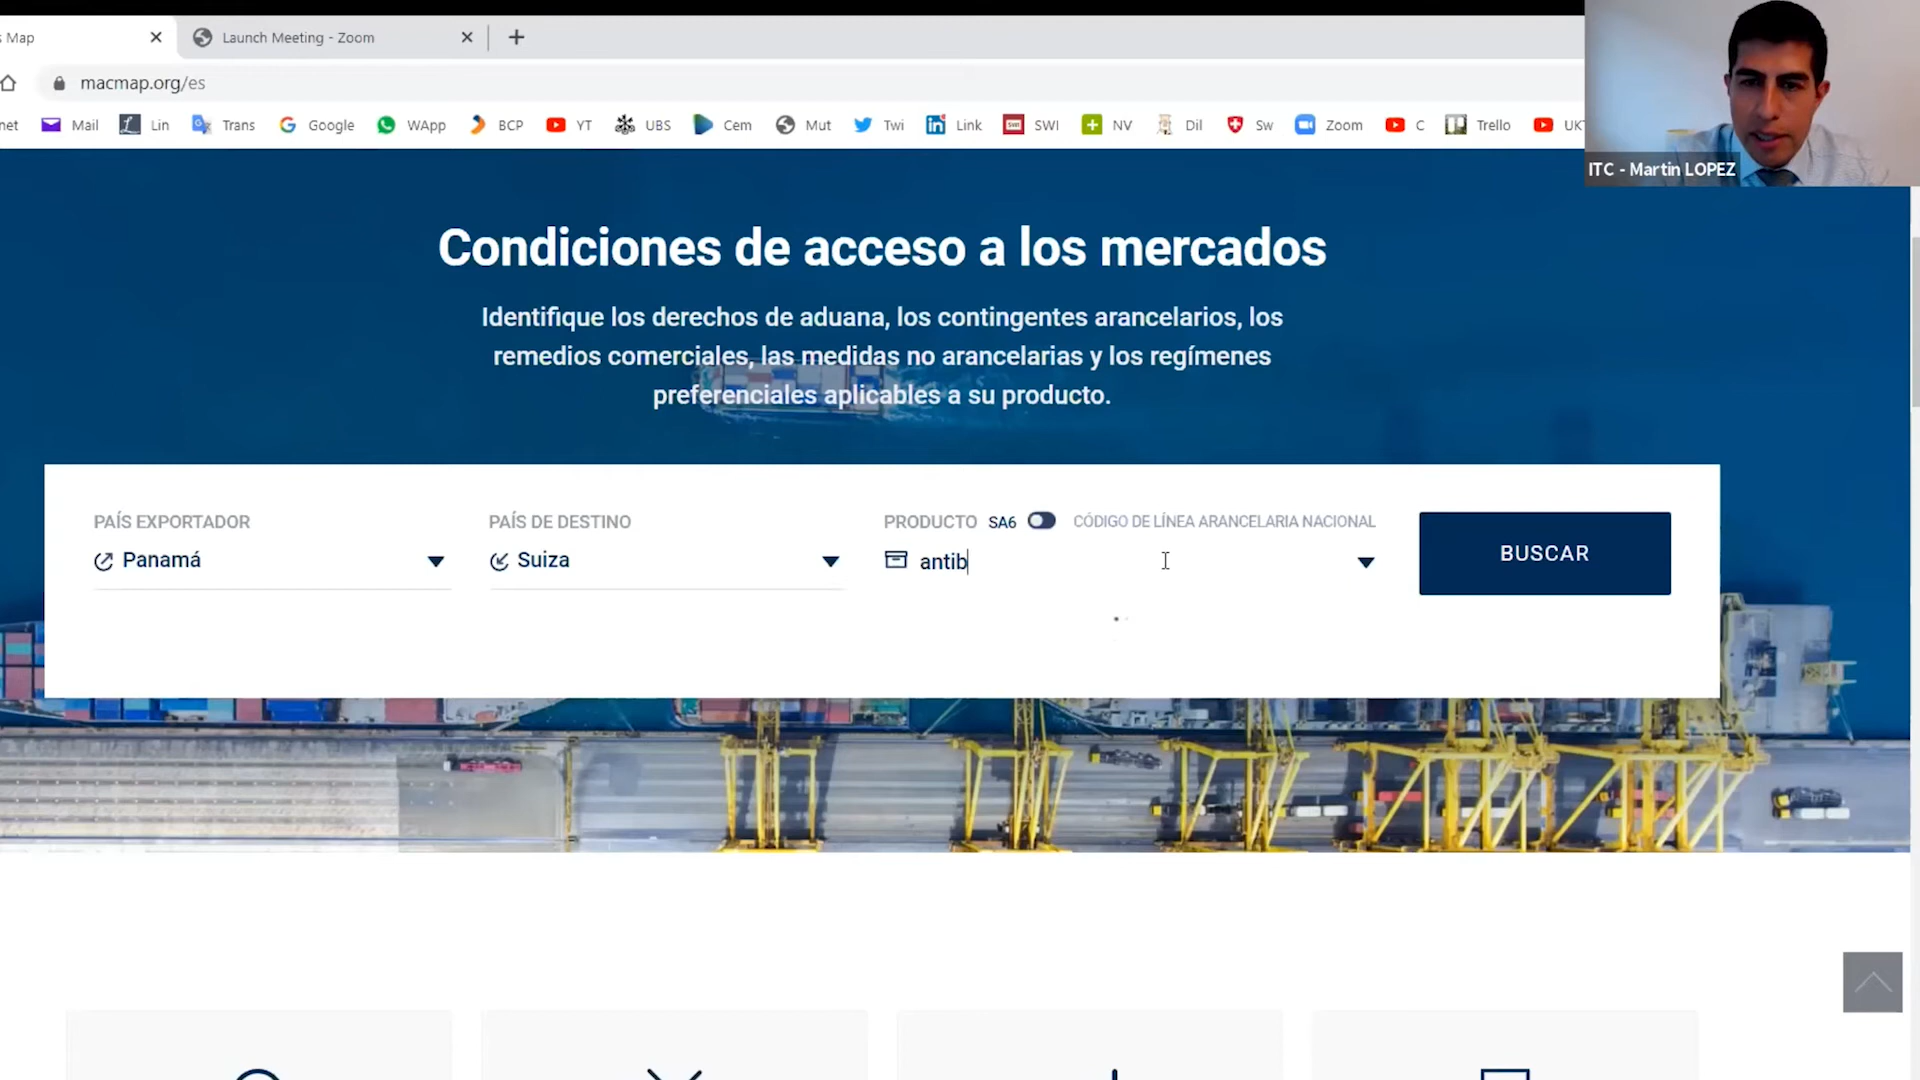 s Map
Launch Meeting - Zoom
macmap.org/es
net Mail Lin Trans Google WApp BCP YT UBS Cem Mut Twi Link SWI NV Dil Sw Zoom C Trello UK
ITC - Martin LOPEZ
Condiciones de acceso a los mercados
Identifique los derechos de aduana, los contingentes arancelarios, los
remedios comerciales, las medidas no arancelarias y los regímenes
preferenciales aplicables a su producto.
PAÍS EXPORTADOR PAÍS DE DESTINO PRODUCTO SA6 CÓDIGO DE LÍNEA ARANCELARIA NACIONAL
Panamá Suiza antib BUSCAR